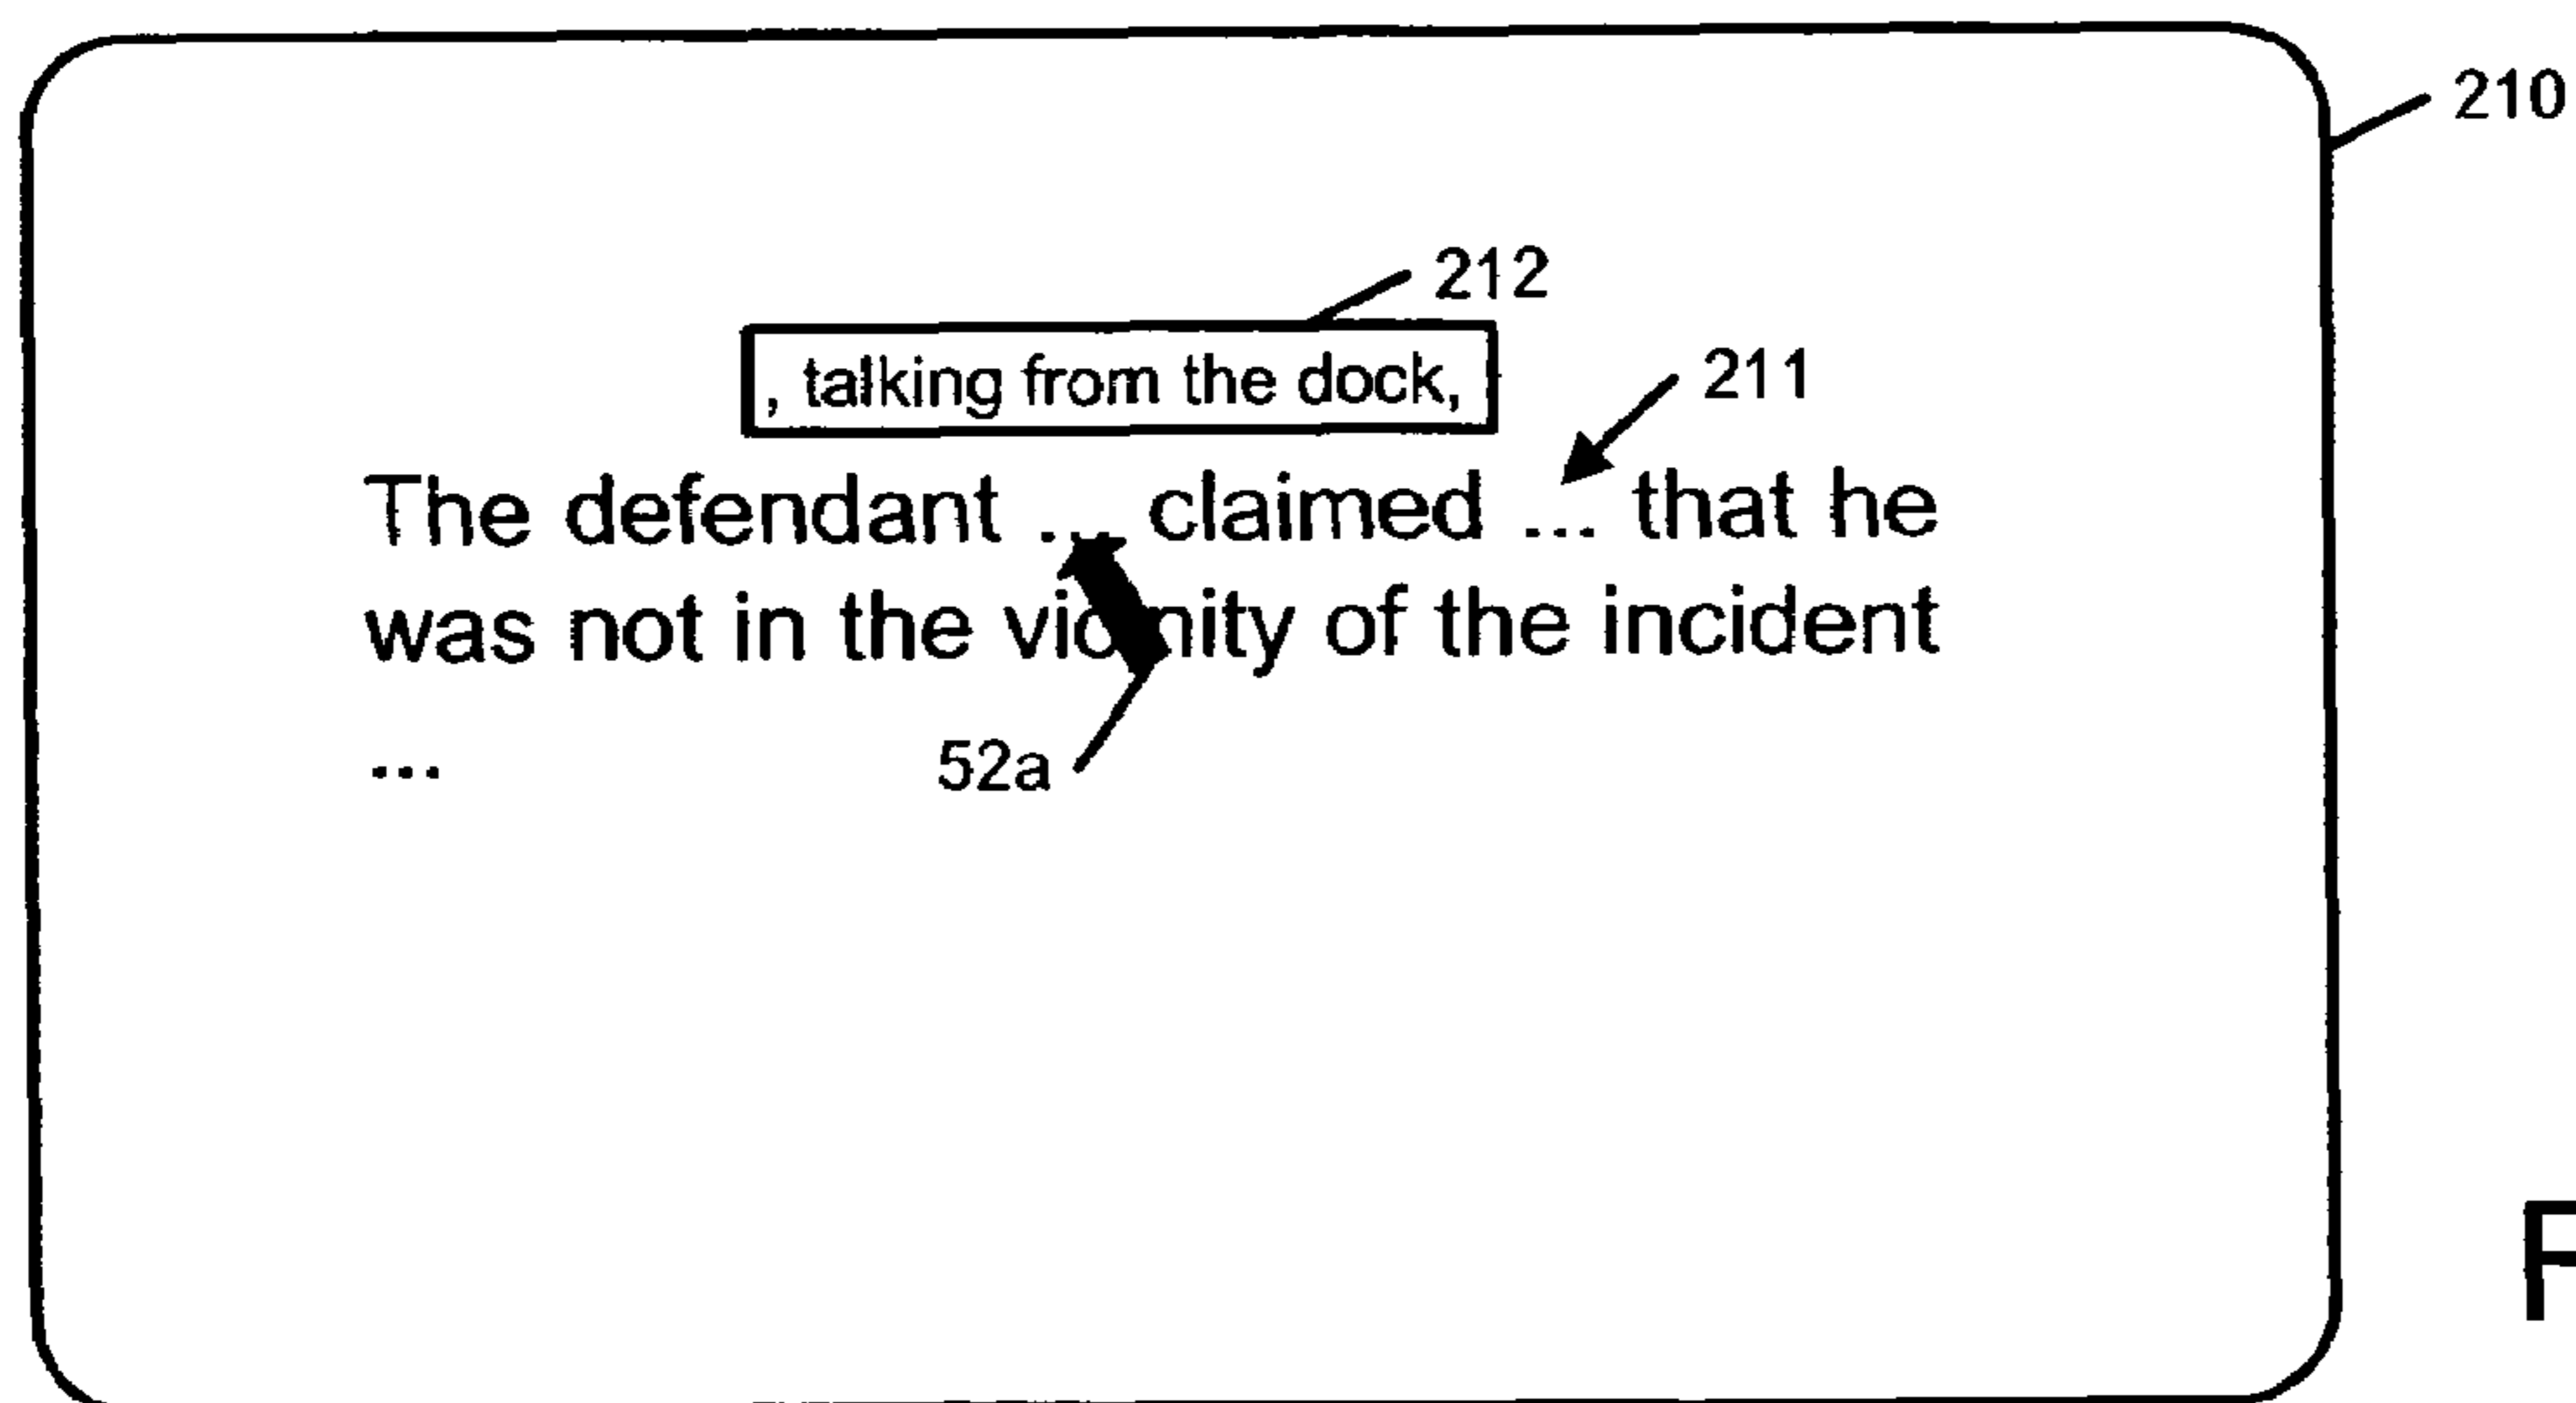 210
212
, talking from the dock,
211
The defendant ... claimed ... that he
was not in the vicinity of the incident
...
52a
F